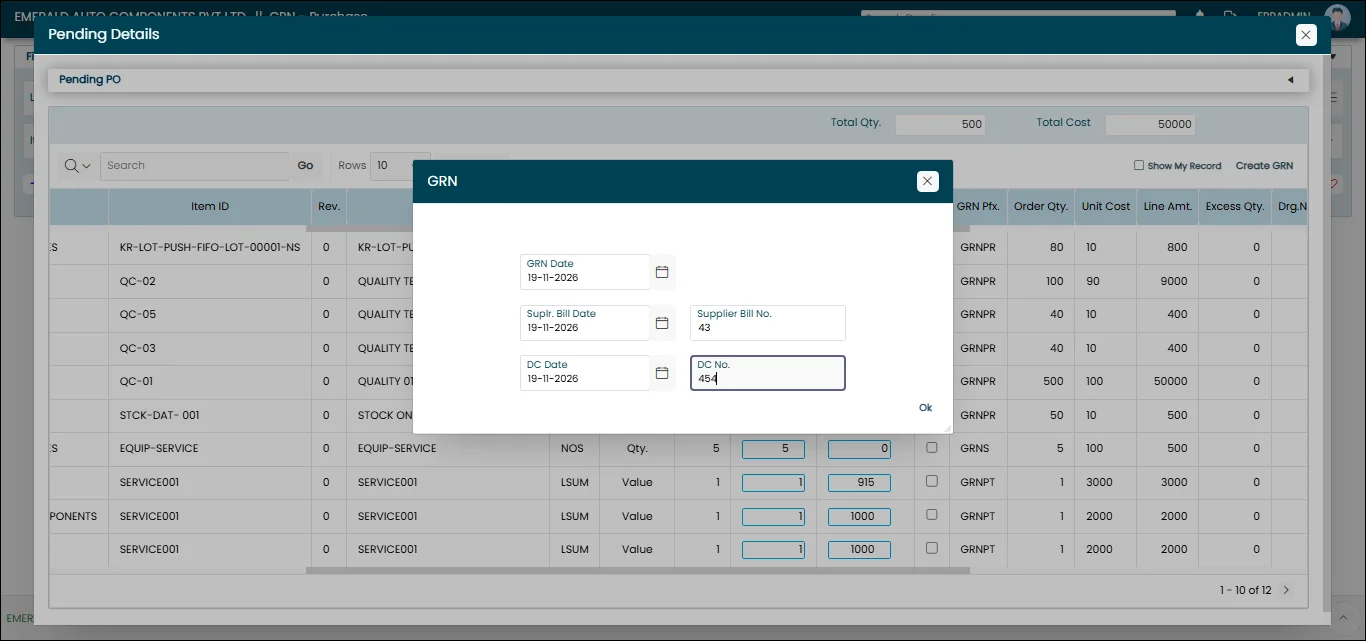 EMERALD AUTO COMPONENTS PVT LTD. || GRN - Purchase
ERPADMIN
Pending Details
Pending PO
Total Qty. 500 Total Cost 50000
Search Go Rows 10 Show My Record Create GRN
Item ID Rev. GRN Pfx. Order Qty. Unit Cost Line Amt. Excess Qty. Drg.N
S KR-LOT-PUSH-FIFO-LOT-00001-NS 0 KR-LOT-PU GRNPR 80 10 800 0
QC-02 0 QUALITY TE GRNPR 100 90 9000 0
QC-05 0 QUALITY TE GRNPR 40 10 400 0
QC-03 0 QUALITY TE GRNPR 40 10 400 0
QC-01 0 QUALITY 01 GRNPR 500 100 50000 0
STCK-DAT- 001 0 STOCK ON GRNPR 50 10 500 0
S EQUIP-SERVICE 0 EQUIP-SERVICE NOS Qty. 5 5 0 GRNS 5 100 500 0
SERVICE001 0 SERVICE001 LSUM Value 1 1 915 GRNPT 1 3000 3000 0
PONENTS SERVICE001 0 SERVICE001 LSUM Value 1 1 1000 GRNPT 1 2000 2000 0
SERVICE001 0 SERVICE001 LSUM Value 1 1 1000 GRNPT 1 2000 2000 0
1 - 10 of 12
EMER
GRN
GRN Date
19-11-2026
Suplr. Bill Date
19-11-2026
Supplier Bill No.
43
DC Date
19-11-2026
DC No.
454
Ok